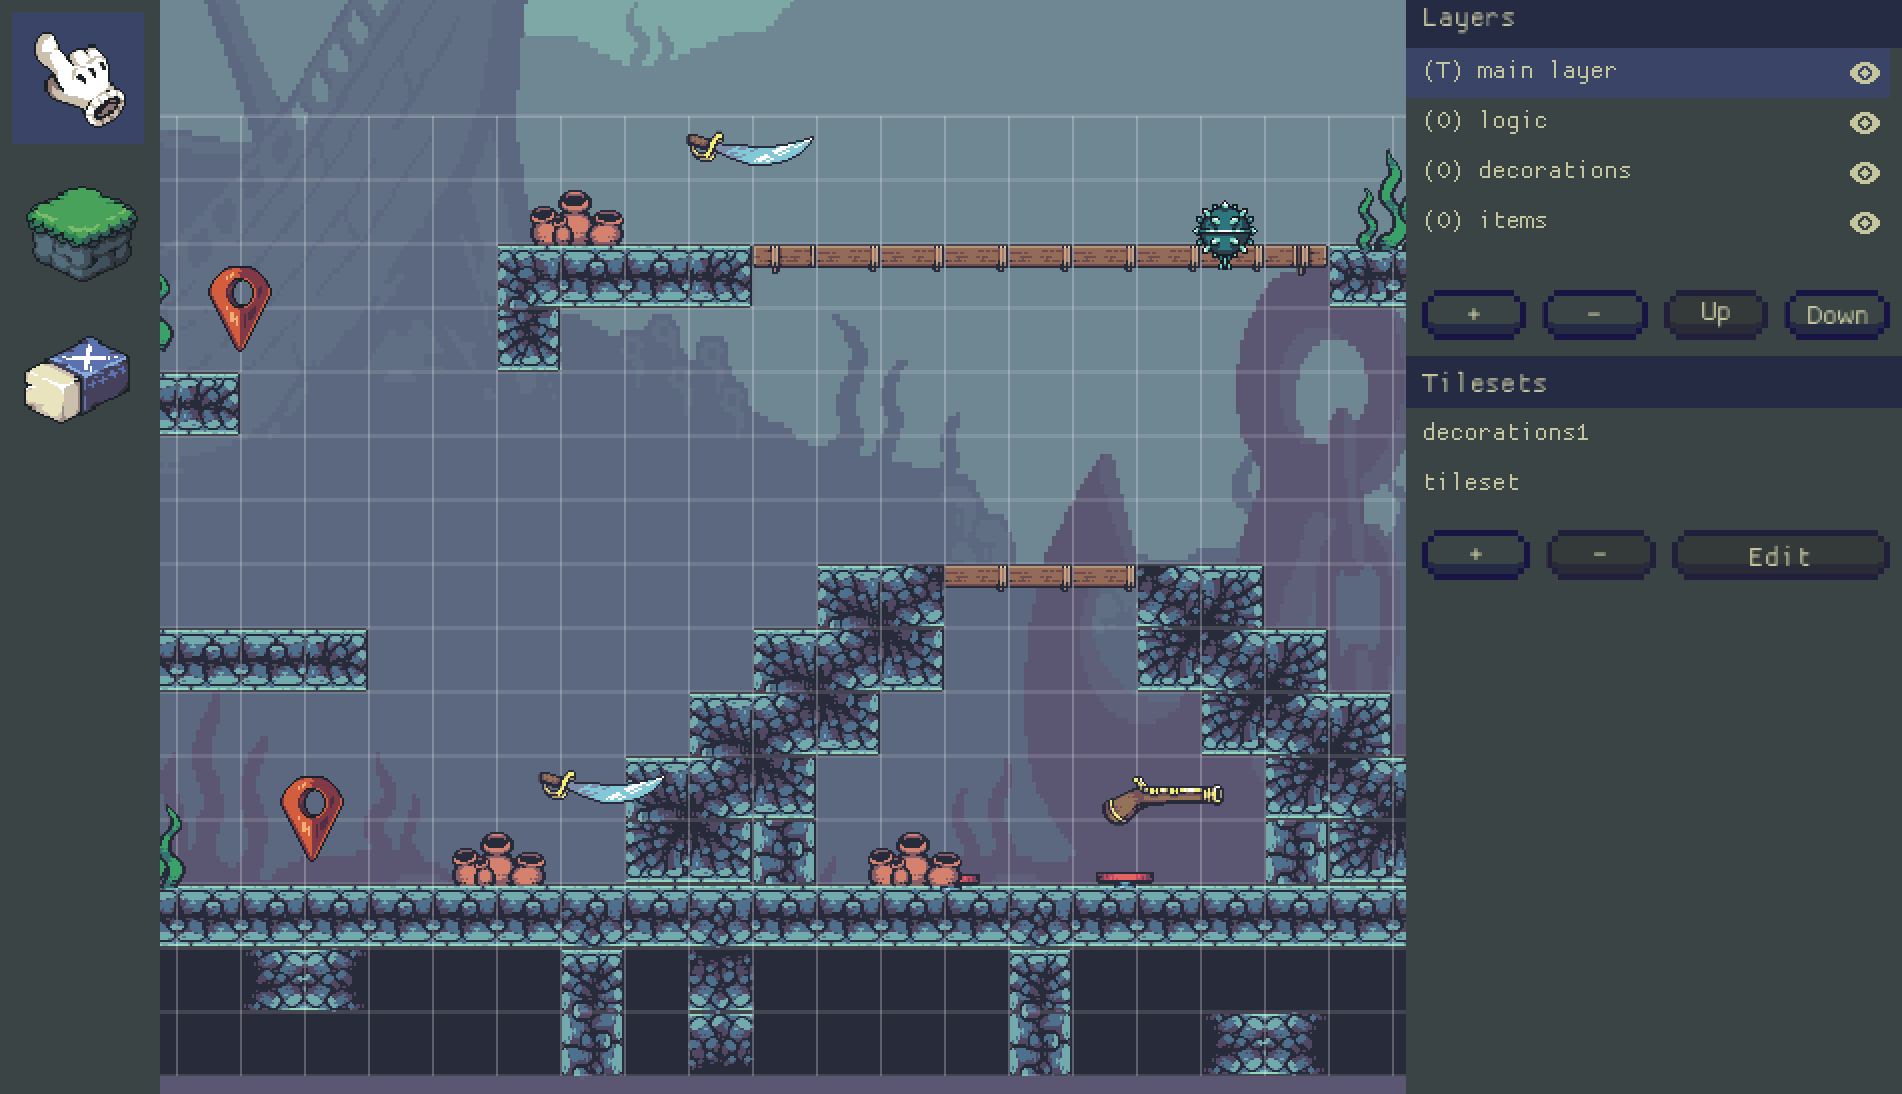 Layers
(T) main layer
(O) logic
(O) decorations
(O) items
+ - Up Down
Tilesets
decorations1
tileset
+ - Edit